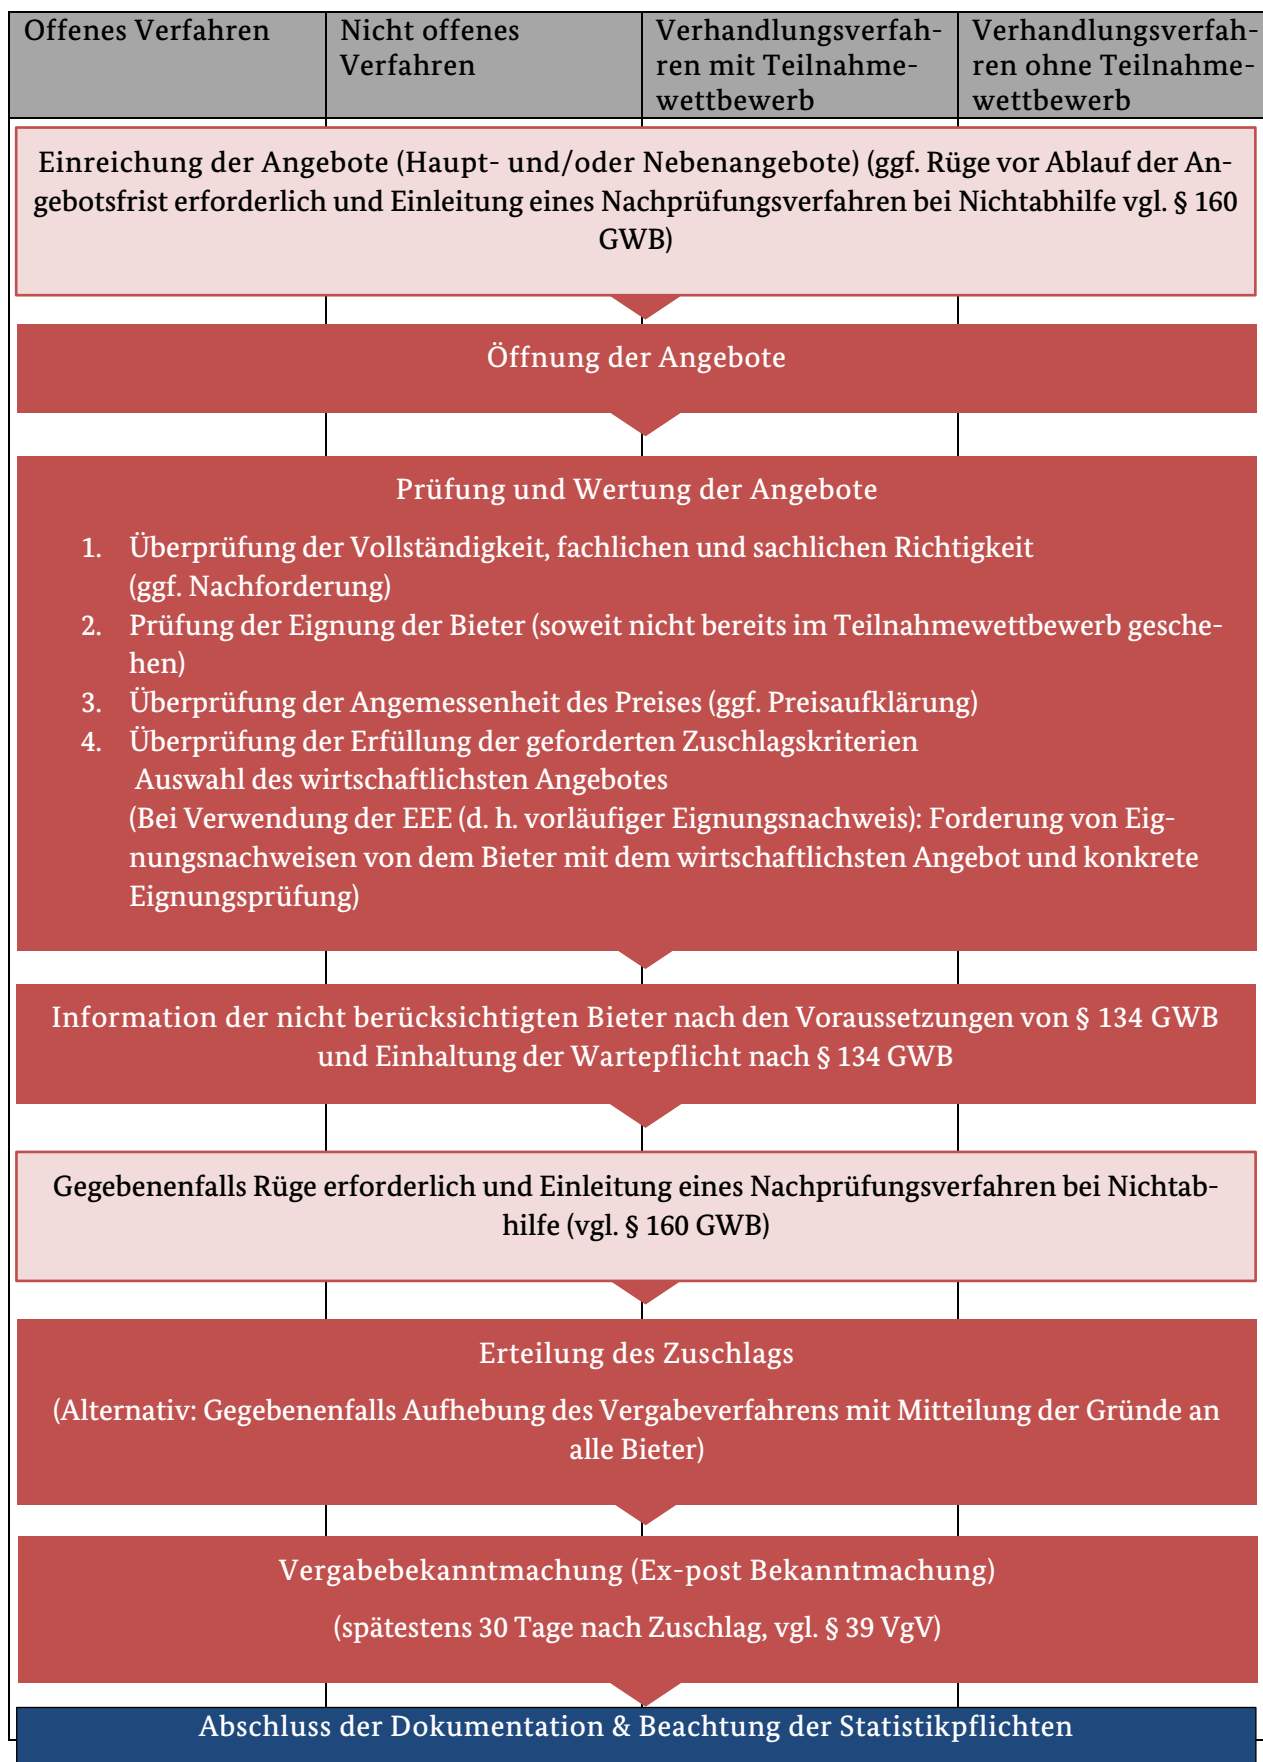 Offenes Verfahren
Nicht offenes
Verfahren
Verhandlungsverfah-
ren mit Teilnahme-
wettbewerb
Verhandlungsverfah-
ren ohne Teilnahme-
wettbewerb
Einreichung der Angebote (Haupt- und/oder Nebenangebote) (ggf. Rüge vor Ablauf der An-
gebotsfrist erforderlich und Einleitung eines Nachprüfungsverfahren bei Nichtabhilfe vgl. § 160
GWB)
Öffnung der Angebote
Prüfung und Wertung der Angebote
1. Überprüfung der Vollständigkeit, fachlichen und sachlichen Richtigkeit
(ggf. Nachforderung)
2. Prüfung der Eignung der Bieter (soweit nicht bereits im Teilnahmewettbewerb gesche-
hen)
3. Überprüfung der Angemessenheit des Preises (ggf. Preisaufklärung)
4. Überprüfung der Erfüllung der geforderten Zuschlagskriterien
Auswahl des wirtschaftlichsten Angebotes
(Bei Verwendung der EEE (d. h. vorläufiger Eignungsnachweis): Forderung von Eig-
nungsnachweisen von dem Bieter mit dem wirtschaftlichsten Angebot und konkrete
Eignungsprüfung)
Information der nicht berücksichtigten Bieter nach den Voraussetzungen von § 134 GWB
und Einhaltung der Wartepflicht nach § 134 GWB
Gegebenenfalls Rüge erforderlich und Einleitung eines Nachprüfungsverfahren bei Nichtab-
hilfe (vgl. § 160 GWB)
Erteilung des Zuschlags
(Alternativ: Gegebenenfalls Aufhebung des Vergabeverfahrens mit Mitteilung der Gründe an
alle Bieter)
Vergabebekanntmachung (Ex-post Bekanntmachung)
(spätestens 30 Tage nach Zuschlag, vgl. § 39 VgV)
Abschluss der Dokumentation & Beachtung der Statistikpflichten